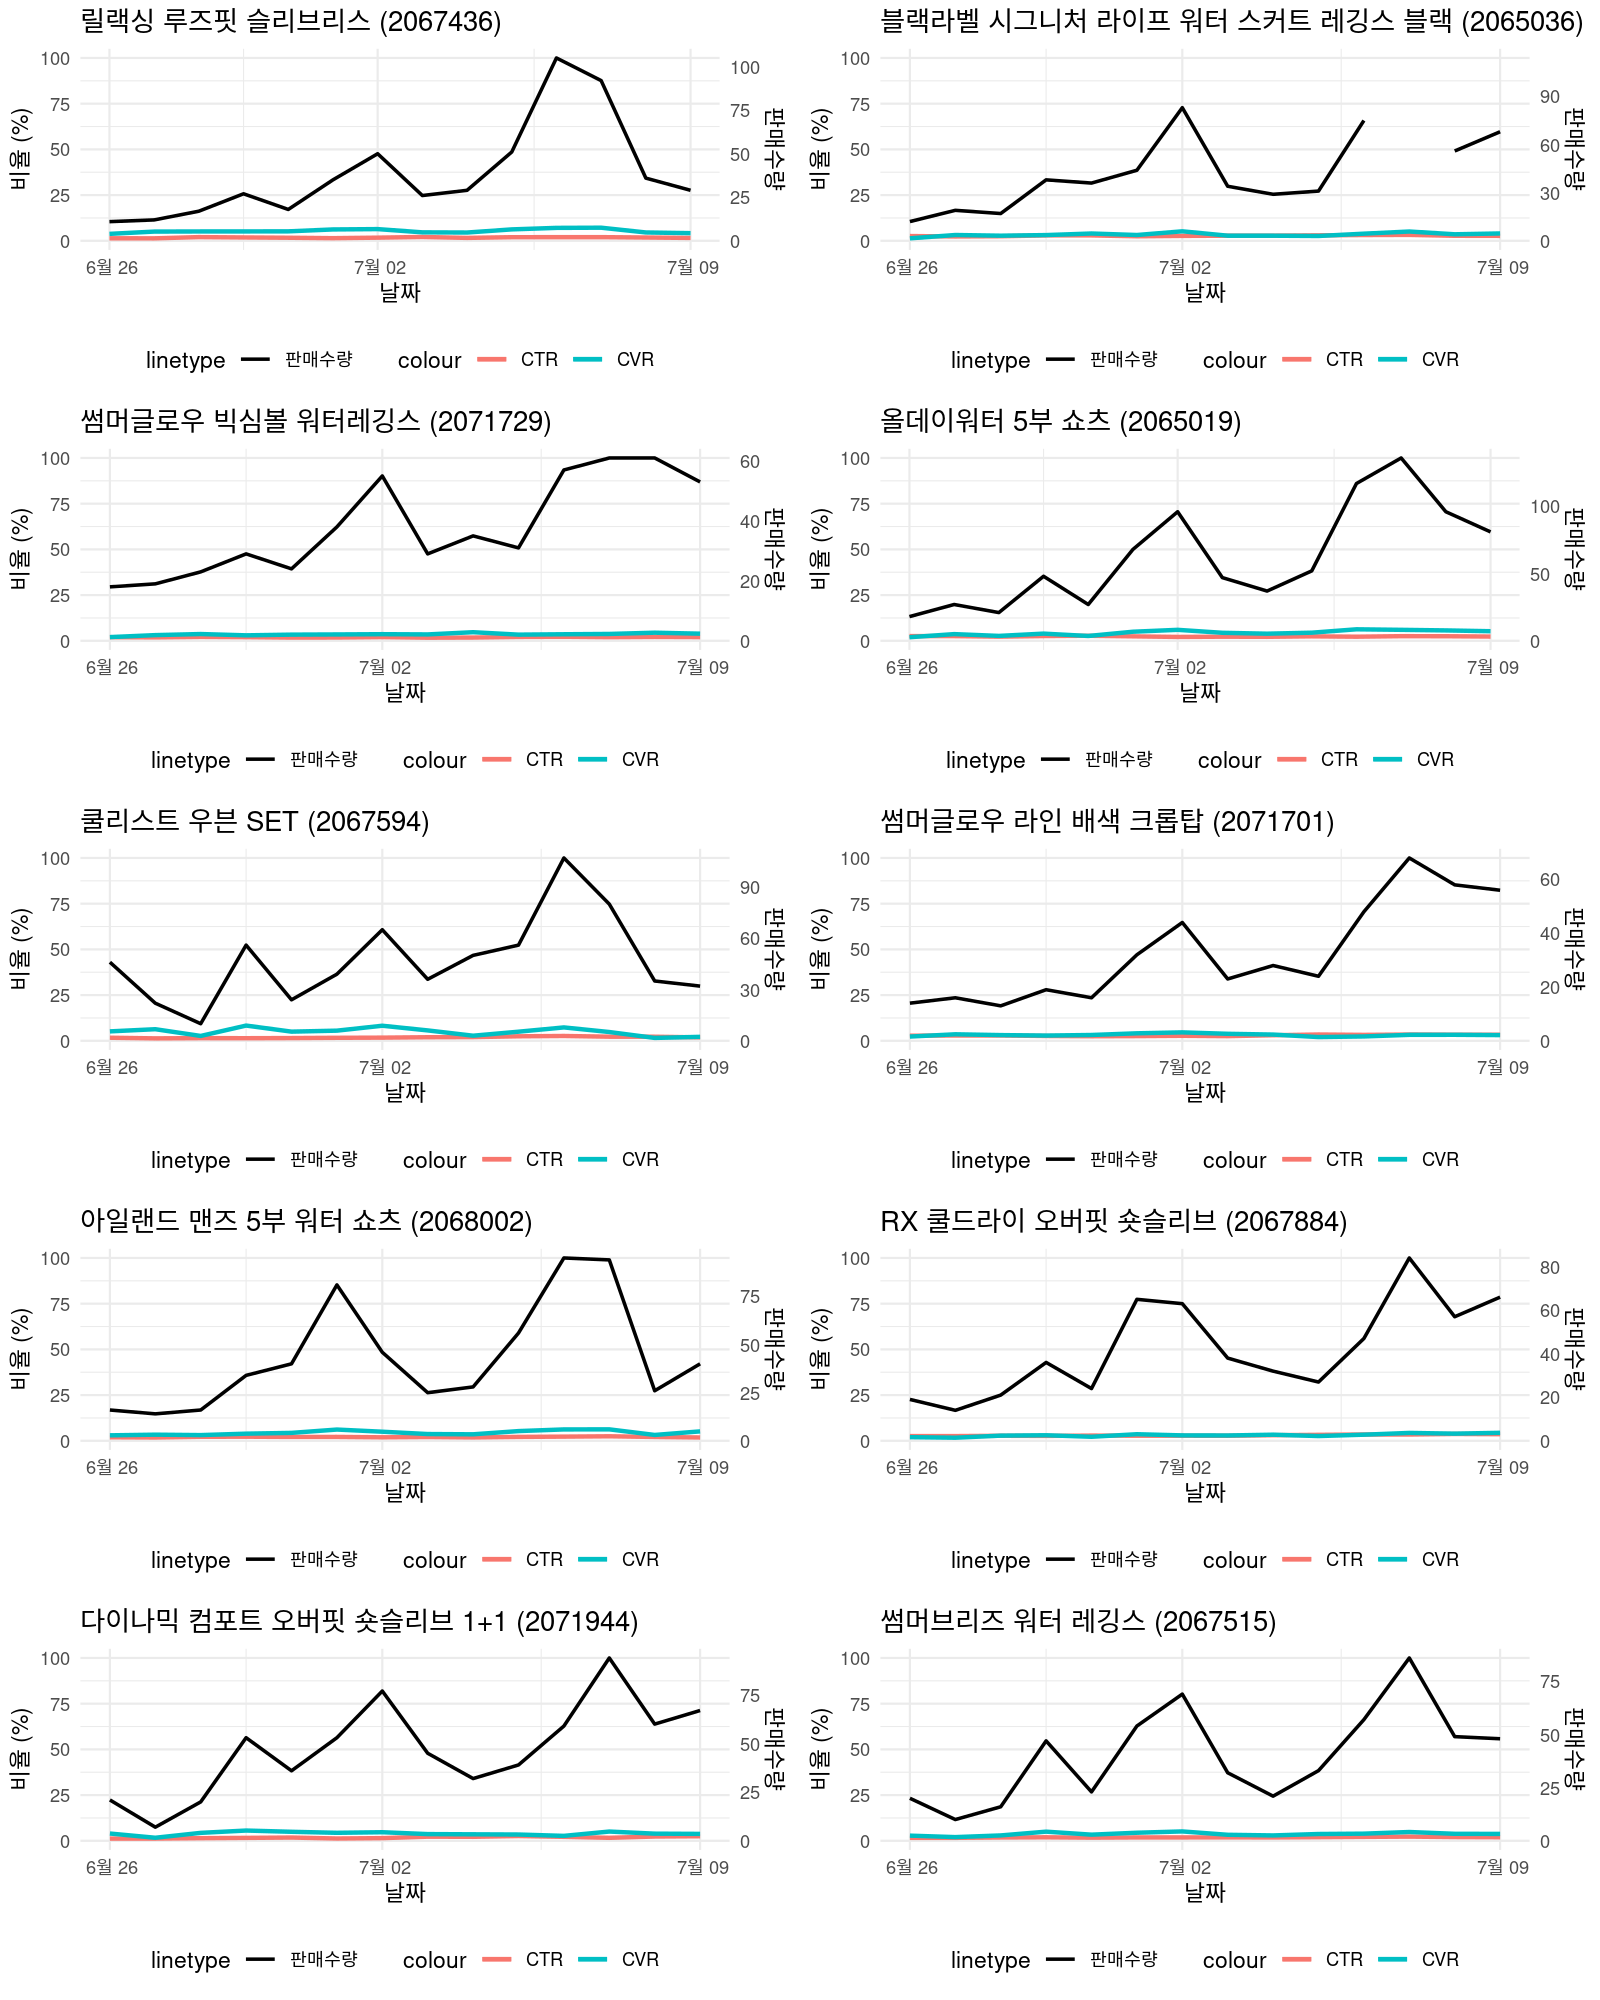 릴랙싱 루즈핏 슬리브리스 (2067436)
100
75
50
25
0
비율 (%)
100
75
50
25
0
판매수량
6월 26
7월 02
7월 09
날짜
linetype 판매수량 colour CTR CVR
블랙라벨 시그니처 라이프 워터 스커트 레깅스 블랙 (2065036)
100
75
50
25
0
비율 (%)
90
60
30
0
판매수량
6월 26
7월 02
7월 09
날짜
linetype 판매수량 colour CTR CVR
썸머글로우 빅심볼 워터레깅스 (2071729)
100
75
50
25
0
비율 (%)
60
40
20
0
판매수량
6월 26
7월 02
7월 09
날짜
linetype 판매수량 colour CTR CVR
올데이워터 5부 쇼츠 (2065019)
100
75
50
25
0
비율 (%)
100
50
0
판매수량
6월 26
7월 02
7월 09
날짜
linetype 판매수량 colour CTR CVR
쿨리스트 우븐 SET (2067594)
100
75
50
25
0
비율 (%)
90
60
30
0
판매수량
6월 26
7월 02
7월 09
날짜
linetype 판매수량 colour CTR CVR
썸머글로우 라인 배색 크롭탑 (2071701)
100
75
50
25
0
비율 (%)
60
40
20
0
판매수량
6월 26
7월 02
7월 09
날짜
linetype 판매수량 colour CTR CVR
아일랜드 맨즈 5부 워터 쇼츠 (2068002)
100
75
50
25
0
비율 (%)
75
50
25
0
판매수량
6월 26
7월 02
7월 09
날짜
linetype 판매수량 colour CTR CVR
RX 쿨드라이 오버핏 숏슬리브 (2067884)
100
75
50
25
0
비율 (%)
80
60
40
20
0
판매수량
6월 26
7월 02
7월 09
날짜
linetype 판매수량 colour CTR CVR
다이나믹 컴포트 오버핏 숏슬리브 1+1 (2071944)
100
75
50
25
0
비율 (%)
75
50
25
0
판매수량
6월 26
7월 02
7월 09
날짜
linetype 판매수량 colour CTR CVR
썸머브리즈 워터 레깅스 (2067515)
100
75
50
25
0
비율 (%)
75
50
25
0
판매수량
6월 26
7월 02
7월 09
날짜
linetype 판매수량 colour CTR CVR